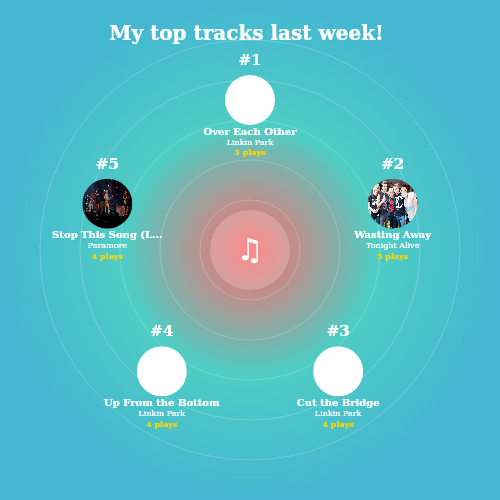 My top tracks last week!
#1
Over Each Other
Linkin Park
5 plays
#2
Wasting Away
Tonight Alive
5 plays
#3
Cut the Bridge
Linkin Park
4 plays
#4
Up From the Bottom
Linkin Park
4 plays
#5
Stop This Song (L...
Paramore
4 plays